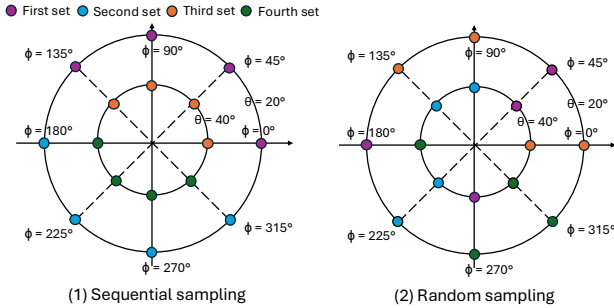 First set Second set Third set Fourth set
ϕ = 90°
ϕ = 135°
ϕ = 45°
θ = 20°
θ = 40°
ϕ = 180°
ϕ = 0°
ϕ = 225°
ϕ = 315°
ϕ = 270°
(1) Sequential sampling
ϕ = 90°
ϕ = 135°
ϕ = 45°
θ = 20°
θ = 40°
ϕ = 180°
ϕ = 0°
ϕ = 225°
ϕ = 315°
ϕ = 270°
(2) Random sampling